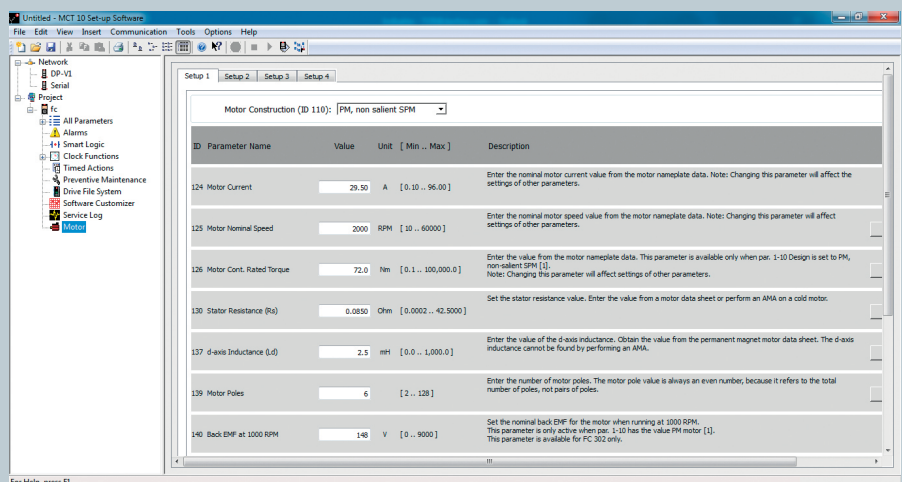 Untitled - MCT 10 Set-up Software
File Edit View Insert Communication Tools Options Help
Network
DP-V1
Serial
Project
fc
All Parameters
Alarms
Smart Logic
Clock Functions
Timed Actions
Preventive Maintenance
Drive File System
Software Customizer
Service Log
Motor
Setup 1 Setup 2 Setup 3 Setup 4
Motor Construction (ID 110): PM, non salient SPM
ID Parameter Name Value Unit [ Min .. Max ] Description
124 Motor Current 29.50 A [ 0.10 .. 96.00 ]
Enter the nominal motor current value from the motor nameplate data. Note: Changing this parameter will affect the
settings of other parameters.
125 Motor Nominal Speed 2000 RPM [ 10 .. 60000 ]
Enter the nominal motor speed value from the motor nameplate data. Note: Changing this parameter will affect
settings of other parameters.
126 Motor Cont. Rated Torque 72.0 Nm [ 0.1 .. 100,000.0 ]
Enter the value from the motor nameplate data. This parameter is available only when par. 1-10 Design is set to PM,
non-salient SPM [1].
Note: Changing this parameter will affect settings of other parameters.
130 Stator Resistance (Rs) 0.0850 Ohm [ 0.0002 .. 42.5000 ]
Set the stator resistance value. Enter the value from a motor data sheet or perform an AMA on a cold motor.
137 d-axis Inductance (Ld) 2.5 mH [ 0.0 .. 1,000.0 ]
Enter the value of the d-axis inductance. Obtain the value from the permanent magnet motor data sheet. The d-axis
inductance cannot be found by performing an AMA.
139 Motor Poles 6 [ 2 .. 128 ]
Enter the number of motor poles. The motor pole value is always an even number, because it refers to the total
number of poles, not pairs of poles.
140 Back EMF at 1000 RPM 148 V [ 0 .. 9000 ]
Set the nominal back EMF for the motor when running at 1000 RPM.
This parameter is only active when par. 1-10 has the value PM motor [1].
This parameter is available for FC 302 only.
For Help, press F1